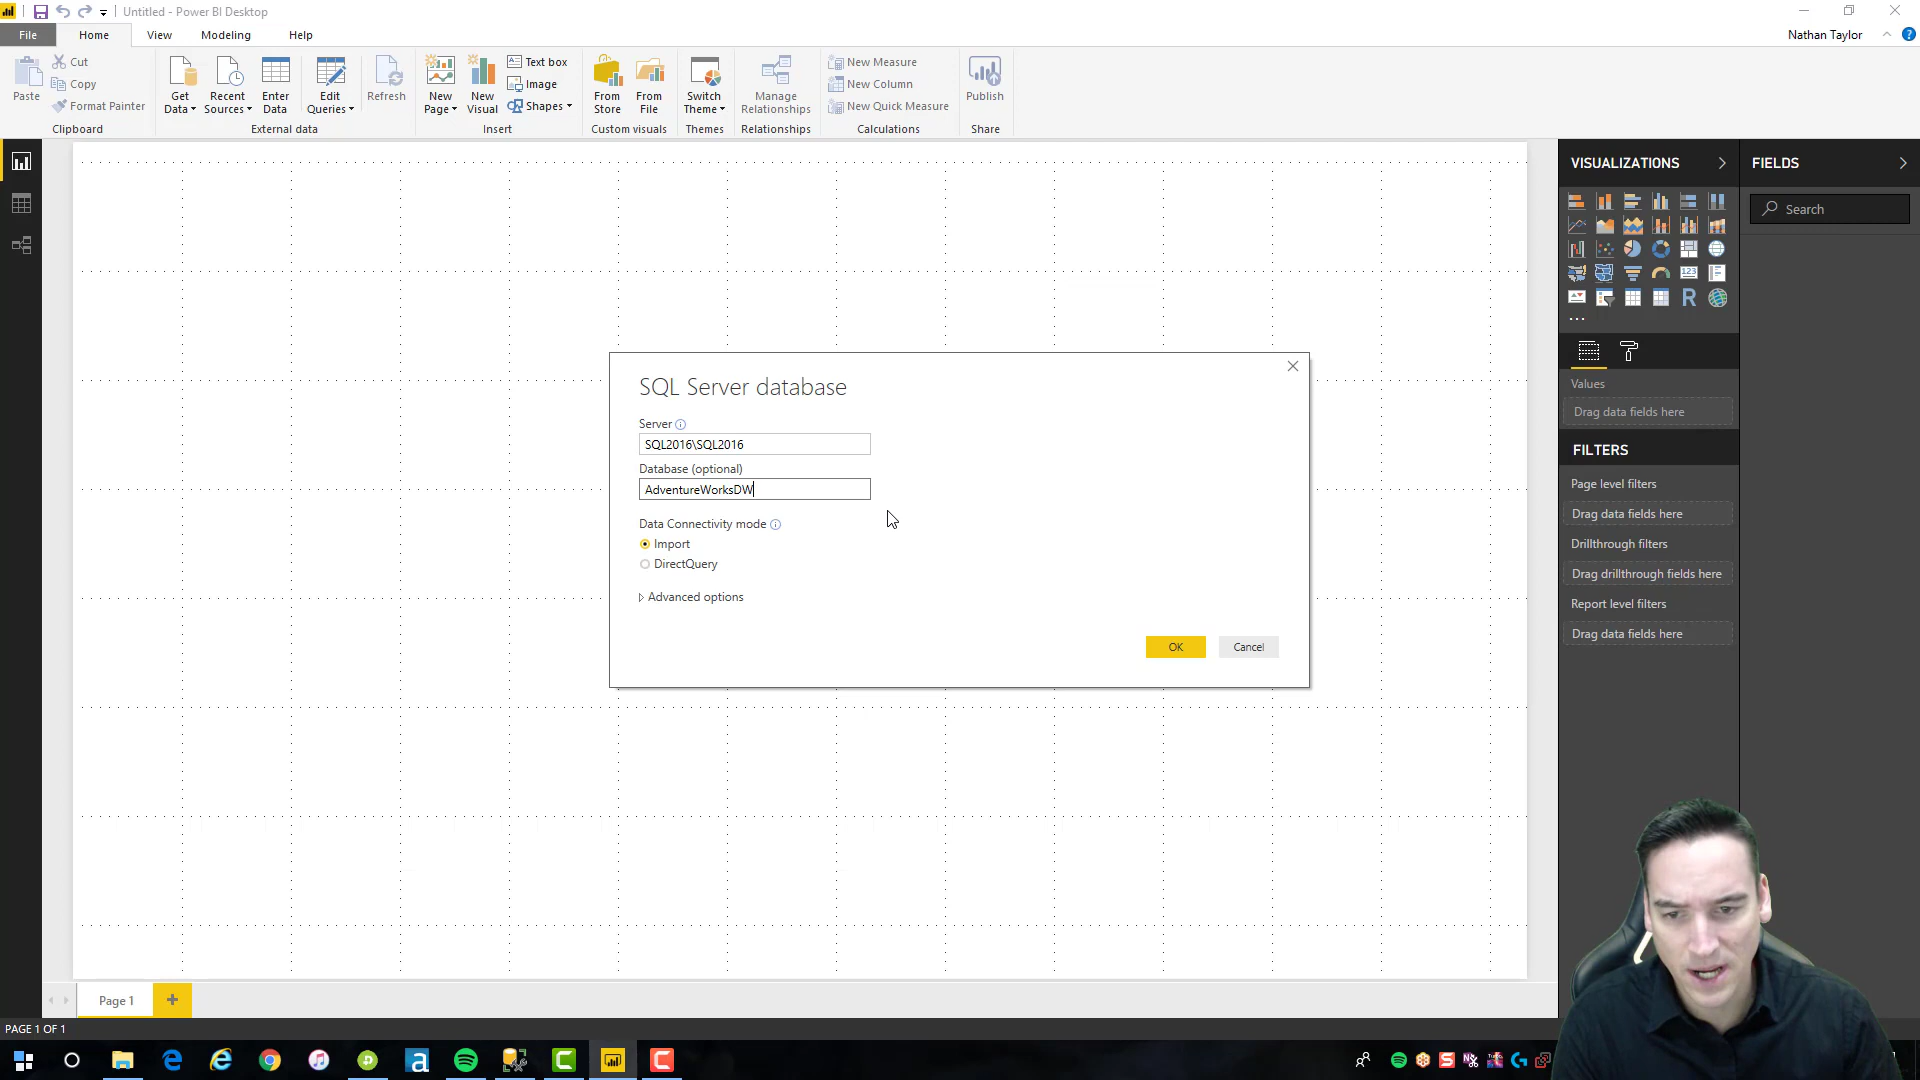 Untitled - Power BI Desktop
File
Home
View
Modeling
Help
Nathan Taylor
Paste
Cut
Copy
Format Painter
Clipboard
Get
Data
Recent
Sources
Enter
Data
Edit
Queries
Refresh
External data
New
Page
New
Visual
Text box
Image
Shapes
Insert
From
Store
From
File
Custom visuals
Switch
Theme
Themes
Manage
Relationships
Relationships
New Measure
New Column
New Quick Measure
Calculations
Publish
Share
VISUALIZATIONS
FIELDS
Search
Values
Drag data fields here
FILTERS
Page level filters
Drag data fields here
Drillthrough filters
Drag drillthrough fields here
Report level filters
Drag data fields here
SQL Server database
Server
SQL2016\SQL2016
Database (optional)
AdventureWorksDW
Data Connectivity mode
Import
DirectQuery
Advanced options
OK
Cancel
Page 1
PAGE 1 OF 1